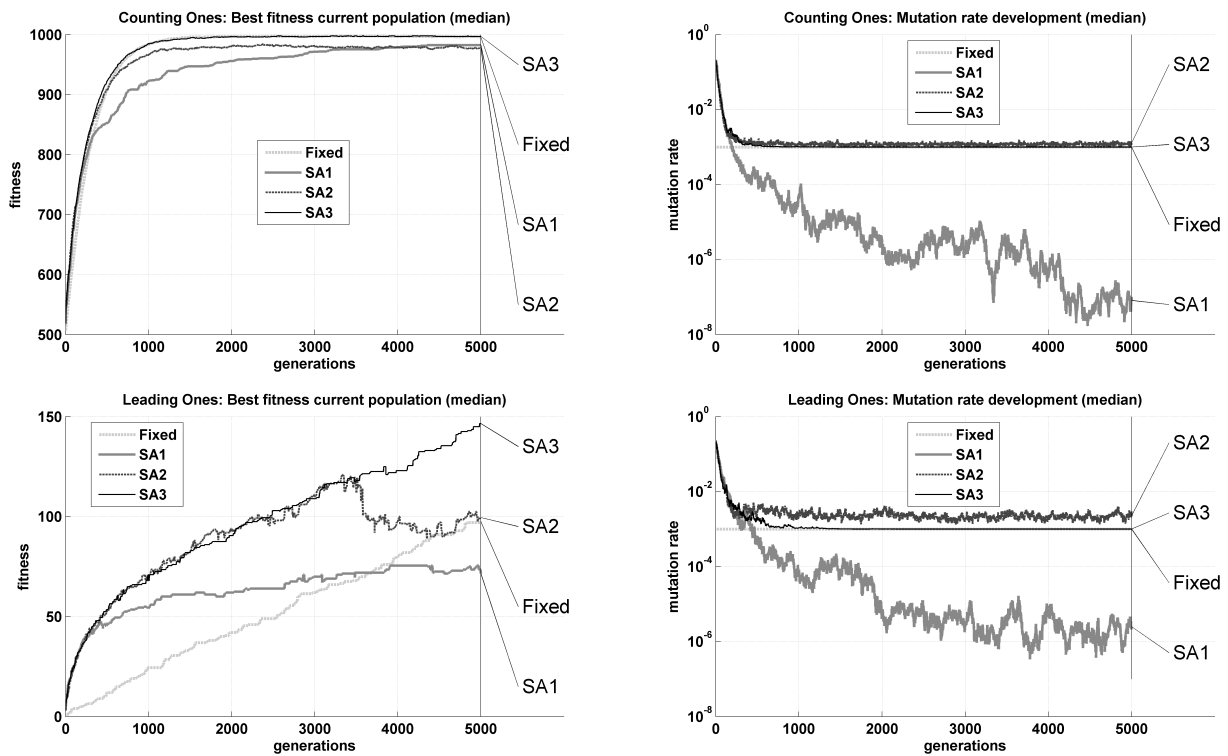 Counting Ones: Best fitness current population (median)
1000
900
800
700
600
500
fitness
Fixed
SA1
SA2
SA3
0 1000 2000 3000 4000 5000
generations
SA3
Fixed
SA1
SA2
Counting Ones: Mutation rate development (median)
10^0
10^-2
10^-4
10^-6
10^-8
mutation rate
Fixed
SA1
SA2
SA3
0 1000 2000 3000 4000 5000
generations
SA2
SA3
Fixed
SA1
Leading Ones: Best fitness current population (median)
150
100
50
0
fitness
Fixed
SA1
SA2
SA3
0 1000 2000 3000 4000 5000
generations
SA3
SA2
Fixed
SA1
Leading Ones: Mutation rate development (median)
10^0
10^-2
10^-4
10^-6
10^-8
mutation rate
Fixed
SA1
SA2
SA3
0 1000 2000 3000 4000 5000
generations
SA2
SA3
Fixed
SA1